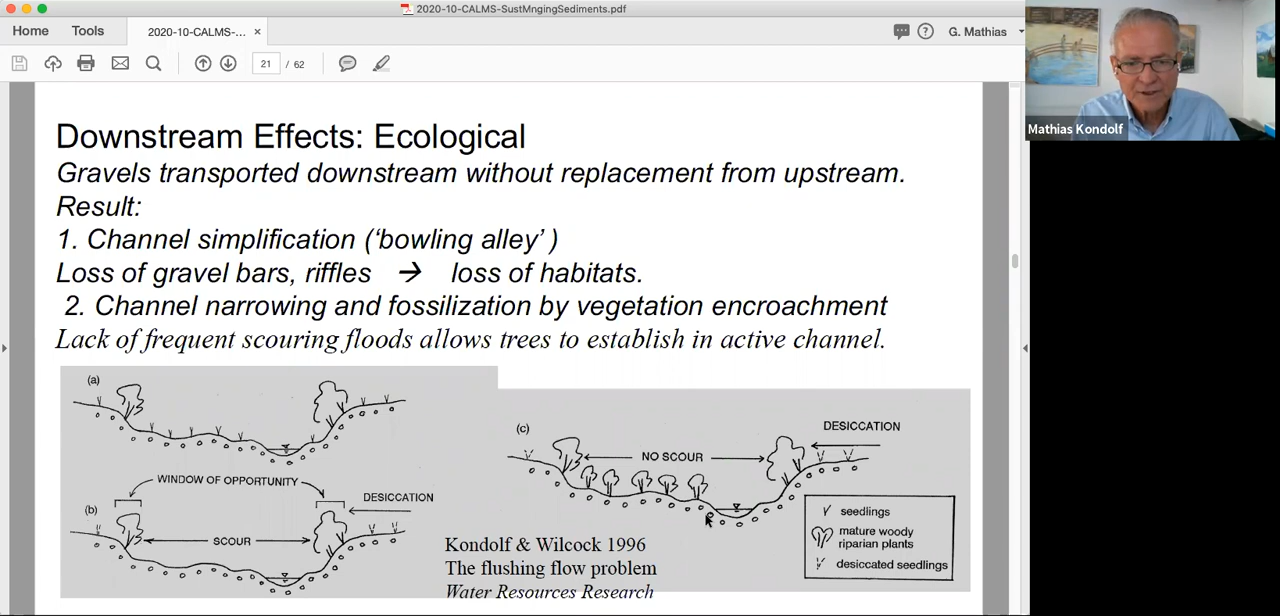 2020-10-CALMS-SustMngingSediments.pdf
Home Tools 2020-10-CALMS-... × G. Mathias
21 / 62
Mathias Kondolf
Downstream Effects: Ecological
Gravels transported downstream without replacement from upstream.
Result:
1. Channel simplification ('bowling alley' )
Loss of gravel bars, riffles → loss of habitats.
2. Channel narrowing and fossilization by vegetation encroachment
Lack of frequent scouring floods allows trees to establish in active channel.
(a)
WINDOW OF OPPORTUNITY
DESICCATION
(b)
SCOUR
(c)
DESICCATION
NO SCOUR
seedlings
mature woody
riparian plants
desiccated seedlings
Kondolf & Wilcock 1996
The flushing flow problem
Water Resources Research